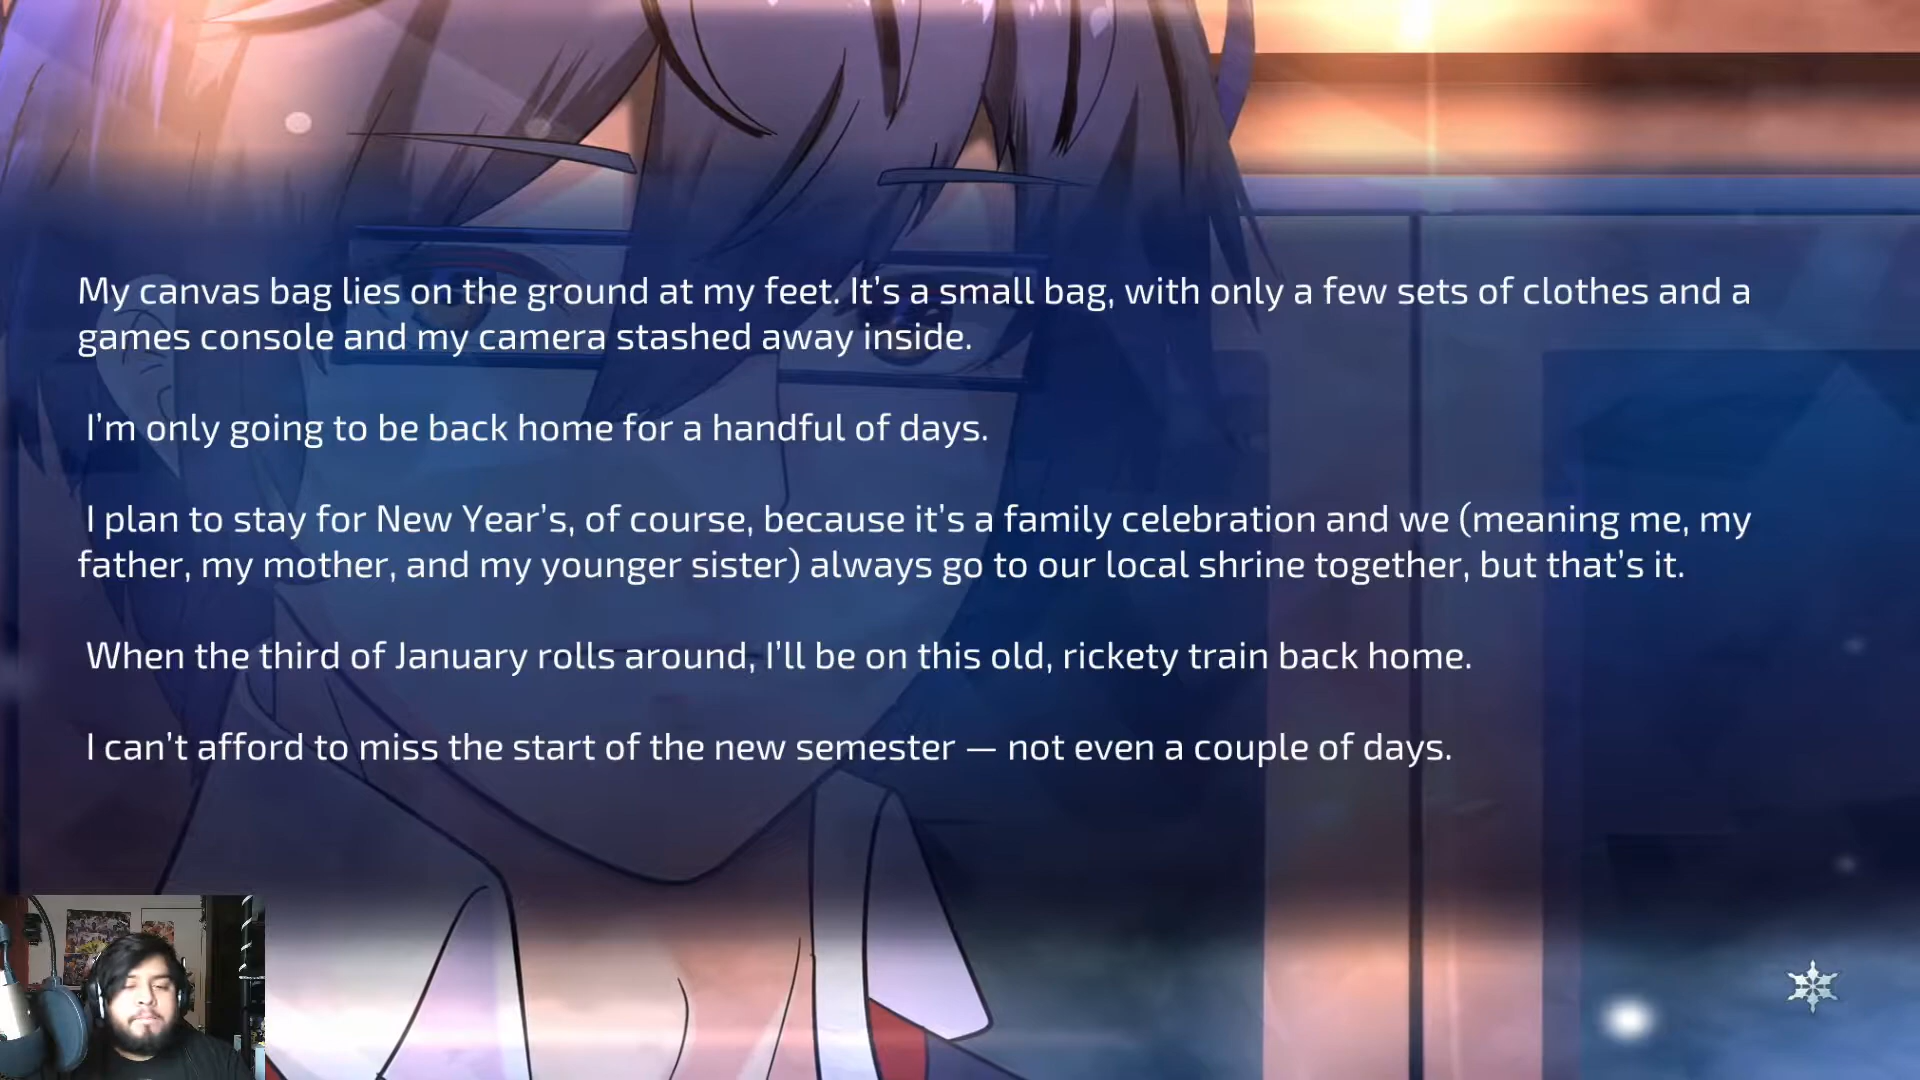 My canvas bag lies on the ground at my feet. It’s a small bag, with only a few sets of clothes and a
games console and my camera stashed away inside.
I’m only going to be back home for a handful of days.
I plan to stay for New Year’s, of course, because it’s a family celebration and we (meaning me, my
father, my mother, and my younger sister) always go to our local shrine together, but that’s it.
When the third of January rolls around, I’ll be on this old, rickety train back home.
I can’t afford to miss the start of the new semester — not even a couple of days.